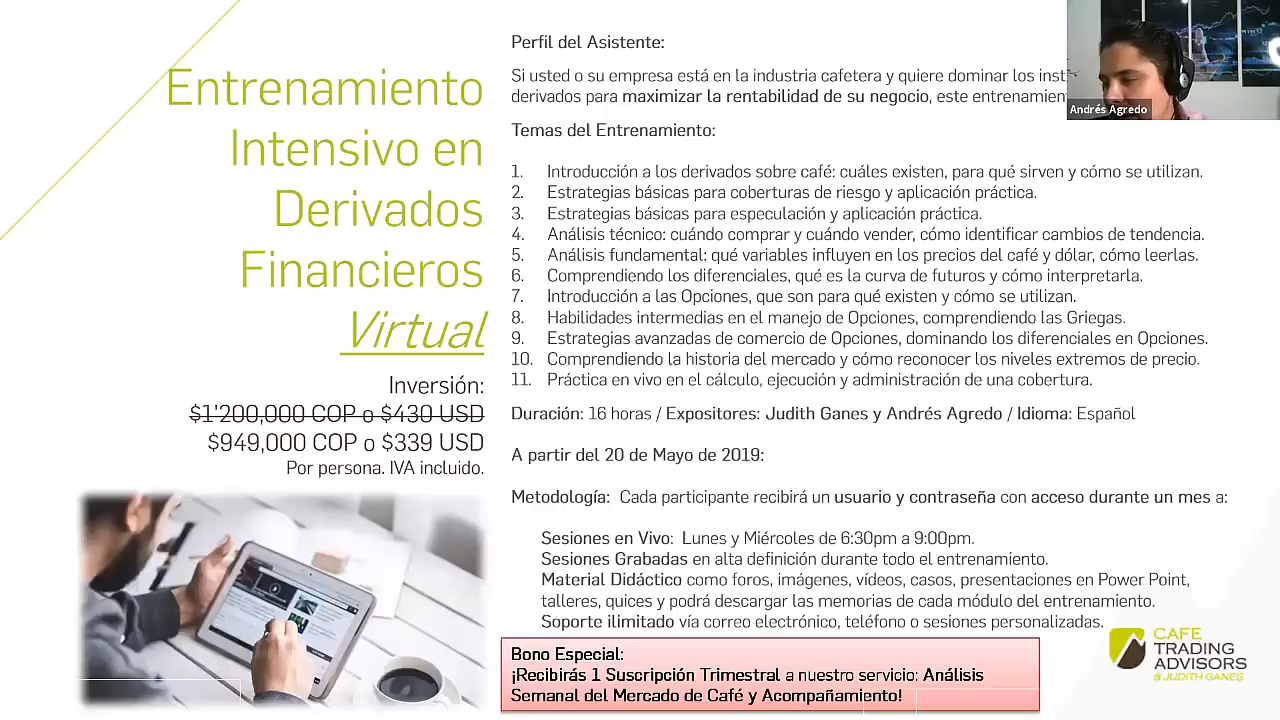 Entrenamiento
Intensivo en
Derivados
Financieros
Virtual
Inversión:
$1'200,000 COP o $430 USD
$949,000 COP o $339 USD
Por persona. IVA incluido.
Perfil del Asistente:
Si usted o su empresa está en la industria cafetera y quiere dominar los
derivados para maximizar la rentabilidad de su negocio, este
Temas del Entrenamiento:
1. Introducción a los derivados sobre café: cuáles existen, para qué sirven y cómo se utilizan.
2. Estrategias básicas para coberturas de riesgo y aplicación práctica.
3. Estrategias básicas para especulación y aplicación práctica.
4. Análisis técnico: cuándo comprar y cuándo vender, cómo identificar cambios de tendencia.
5. Análisis fundamental: qué variables influyen en los precios del café y dólar, cómo leerlas.
6. Comprendiendo los diferenciales, qué es la curva de futuros y cómo interpretarla.
7. Introducción a las Opciones, que son para qué existen y cómo se utilizan.
8. Habilidades intermedias en el manejo de Opciones, comprendiendo las Griegas.
9. Estrategias avanzadas de comercio de Opciones, dominando los diferenciales en Opciones.
10. Comprendiendo la historia del mercado y cómo reconocer los niveles extremos de precio.
11. Práctica en vivo en el cálculo, ejecución y administración de una cobertura.
Duración: 16 horas / Expositores: Judith Ganes y Andrés Agredo / Idioma: Español
A partir del 20 de Mayo de 2019:
Metodología: Cada participante recibirá un usuario y contraseña con acceso durante un mes a:
Sesiones en Vivo: Lunes y Miércoles de 6:30pm a 9:00pm.
Sesiones Grabadas en alta definición durante todo el entrenamiento.
Material Didáctico como foros, imágenes, vídeos, casos, presentaciones en Power Point,
talleres, quices y podrá descargar las memorias de cada módulo del entrenamiento.
Soporte ilimitado vía correo electrónico, teléfono o sesiones personalizadas.
Bono Especial:
¡Recibirás 1 Suscripción Trimestral a nuestro servicio: Análisis
Semanal del Mercado de Café y Acompañamiento!
Andrés Agredo
CAFE
TRADING
ADVISORS
& JUDITH GANES